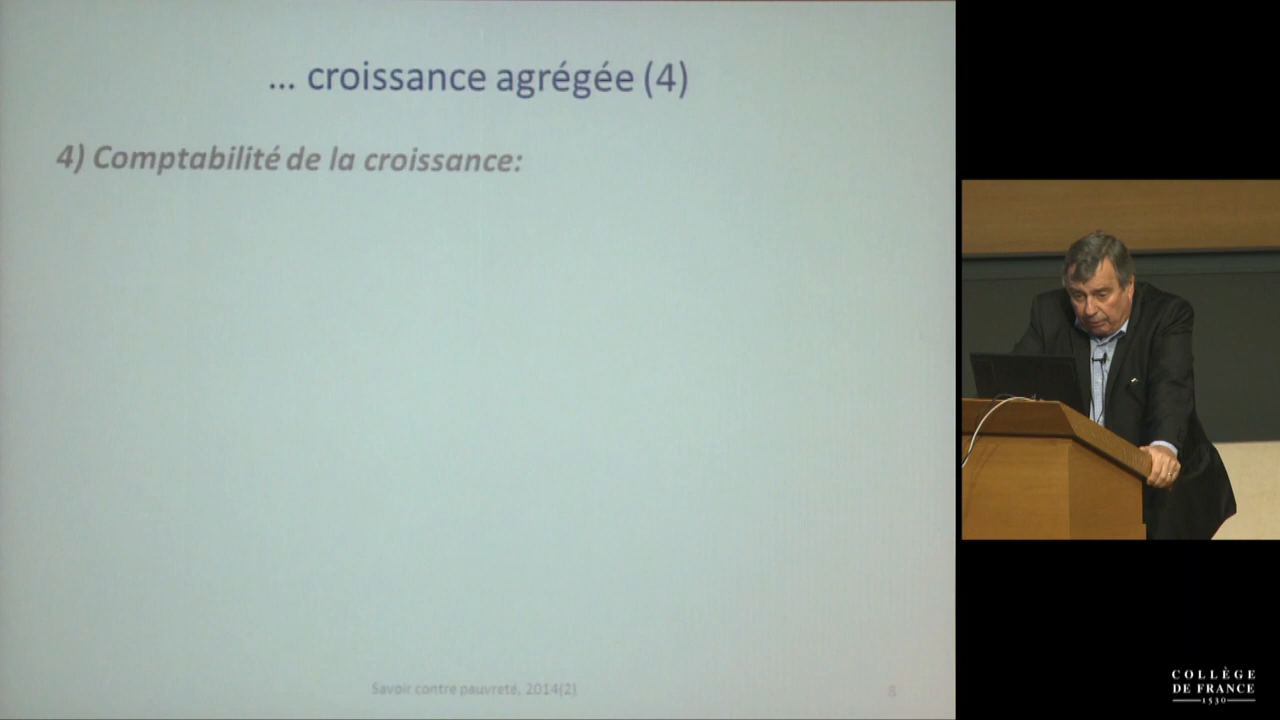 ... croissance agrégée (4)
4) Comptabilité de la croissance:
Savoir contre pauvreté, 2014(2)
8
COLLÈGE
DE FRANCE
1530